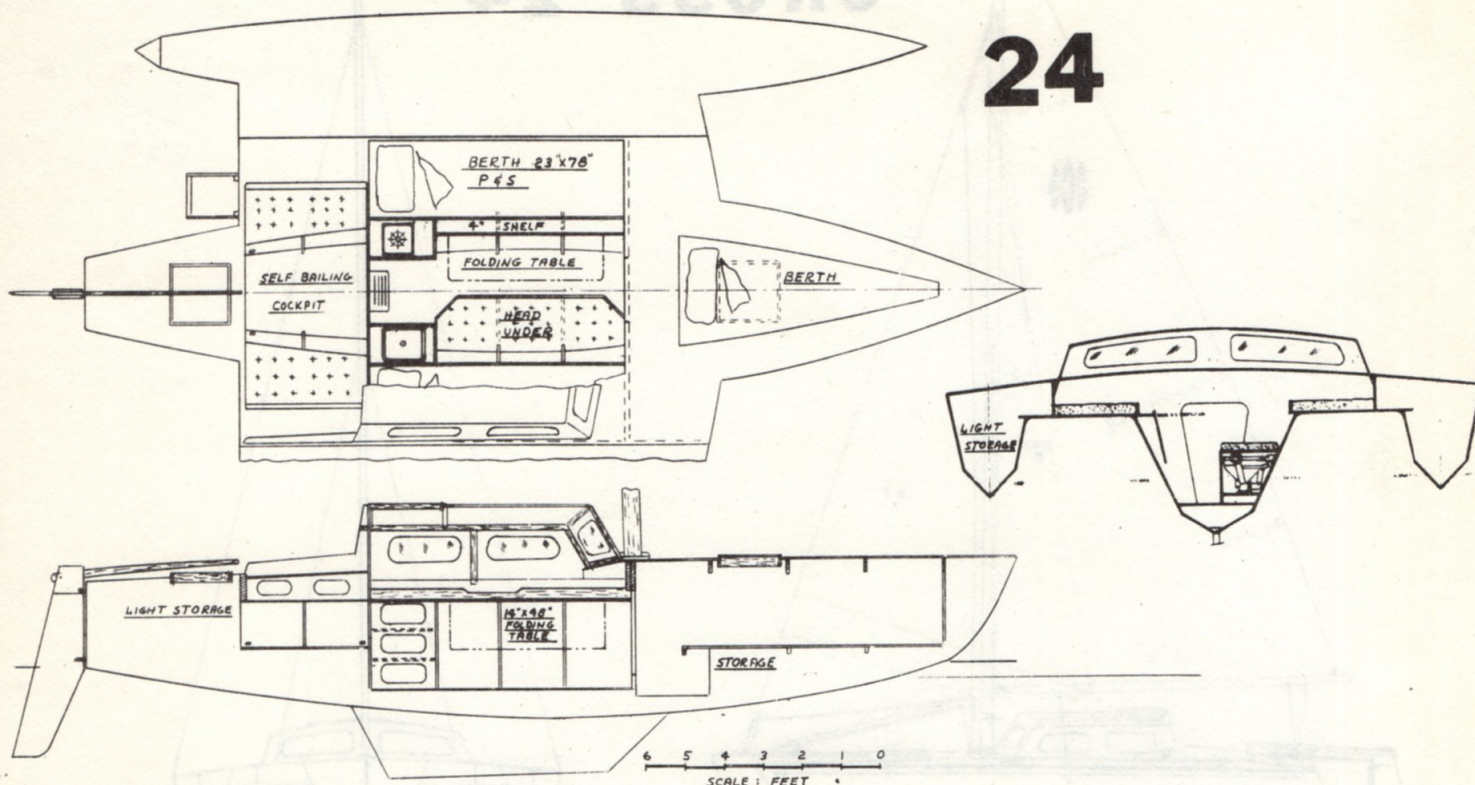 24
BERTH 23"X78"
P & S
4" SHELF
FOLDING TABLE
SELF BAILING
COCKPIT
HEAD
UNDER
BERTH
LIGHT
STORAGE
LIGHT STORAGE
14"X48"
FOLDING
TABLE
STORAGE
6 5 4 3 2 1 0
SCALE : FEET